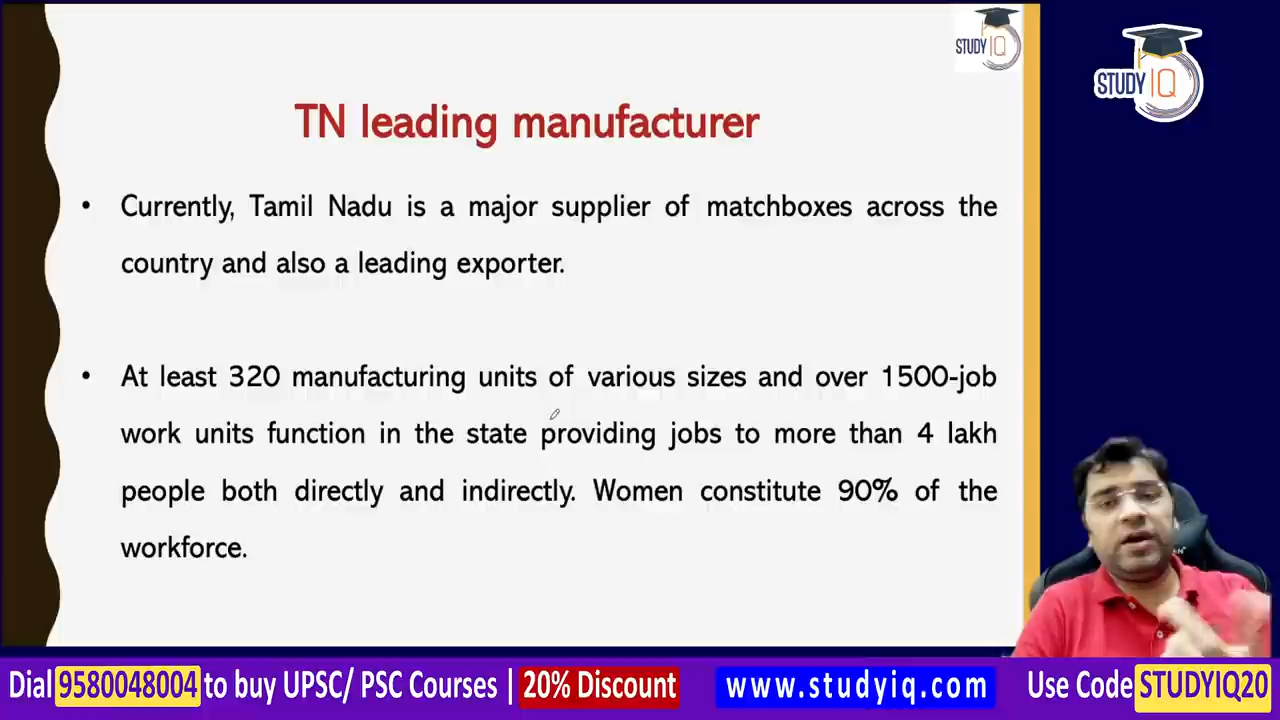 STUDY IQ
STUDY IQ
TN leading manufacturer
• Currently, Tamil Nadu is a major supplier of matchboxes across the
country and also a leading exporter.
• At least 320 manufacturing units of various sizes and over 1500-job
work units function in the state providing jobs to more than 4 lakh
people both directly and indirectly. Women constitute 90% of the
workforce.
Dial 9580048004 to buy UPSC/ PSC Courses | 20% Discount www.studyiq.com Use Code STUDYIQ20